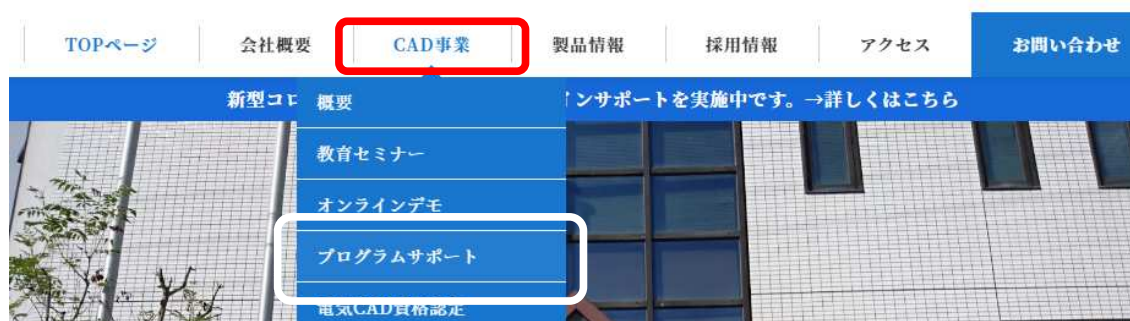 TOPページ 会社概要 CAD事業 製品情報 採用情報 アクセス お問い合わせ
新型コロ
インサポートを実施中です。→詳しくはこちら
概要
教育セミナー
オンラインデモ
プログラムサポート
電気CAD資格認定